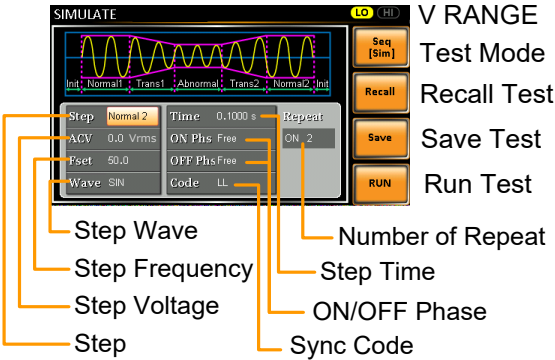 SIMULATE
LO HI
V RANGE
Init Normal1 Trans1 Abnormal Trans2 Normal2 Init
Seq
[Sim]
Test Mode
Recall
Recall Test
Step Normal 2 Time 0.1000 s Repeat
ACV 0.0 Vrms ON Phs Free ON 2
Fset 50.0 OFF Phs Free
Wave SIN Code LL
Save
Save Test
RUN
Run Test
Step Wave
Number of Repeat
Step Frequency
Step Time
Step Voltage
ON/OFF Phase
Step
Sync Code